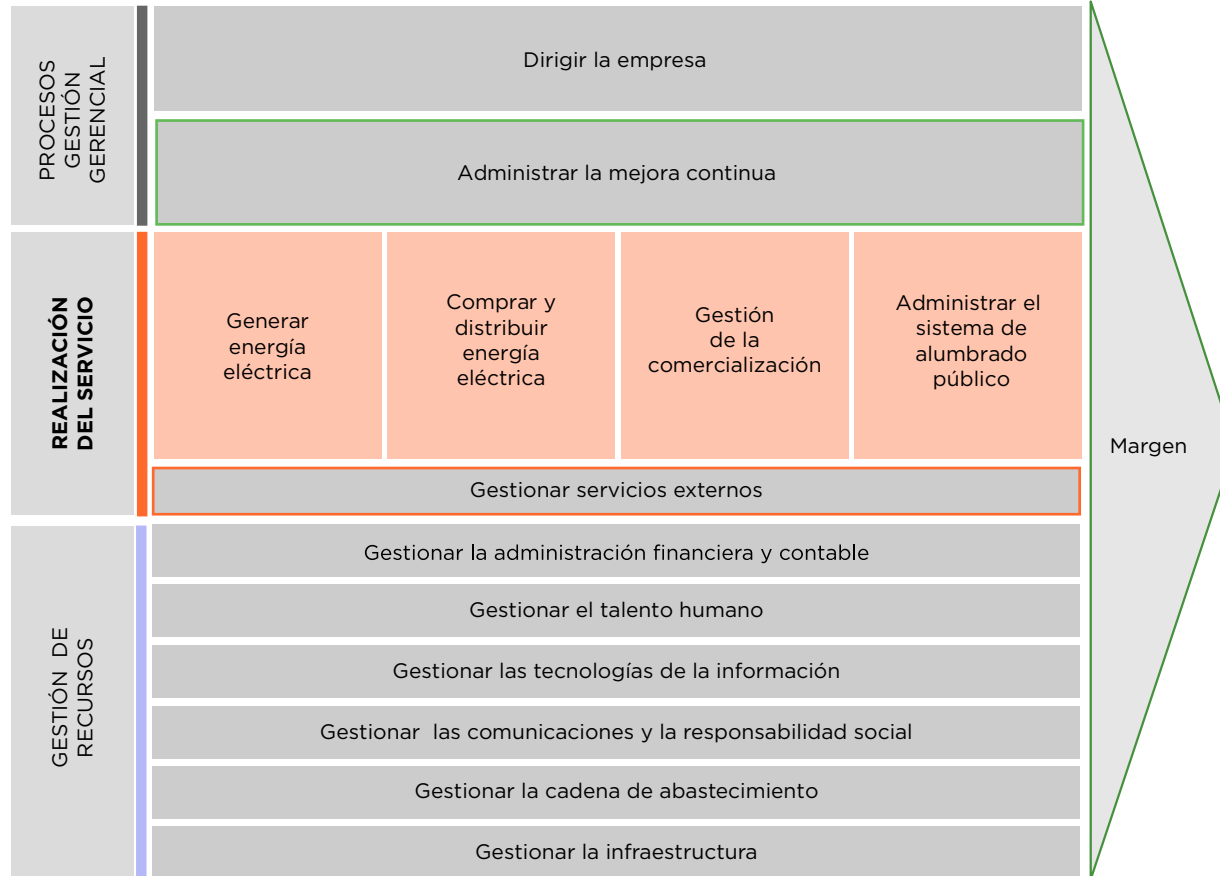 PROCESOS
GESTIÓN
GERENCIAL
Dirigir la empresa
Administrar la mejora continua
REALIZACIÓN
DEL SERVICIO
Generar
energía
eléctrica
Comprar y
distribuir
energía
eléctrica
Gestión
de la
comercialización
Administrar el
sistema de
alumbrado
público
Gestionar servicios externos
GESTIÓN DE
RECURSOS
Gestionar la administración financiera y contable
Gestionar el talento humano
Gestionar las tecnologías de la información
Gestionar las comunicaciones y la responsabilidad social
Gestionar la cadena de abastecimiento
Gestionar la infraestructura
Margen